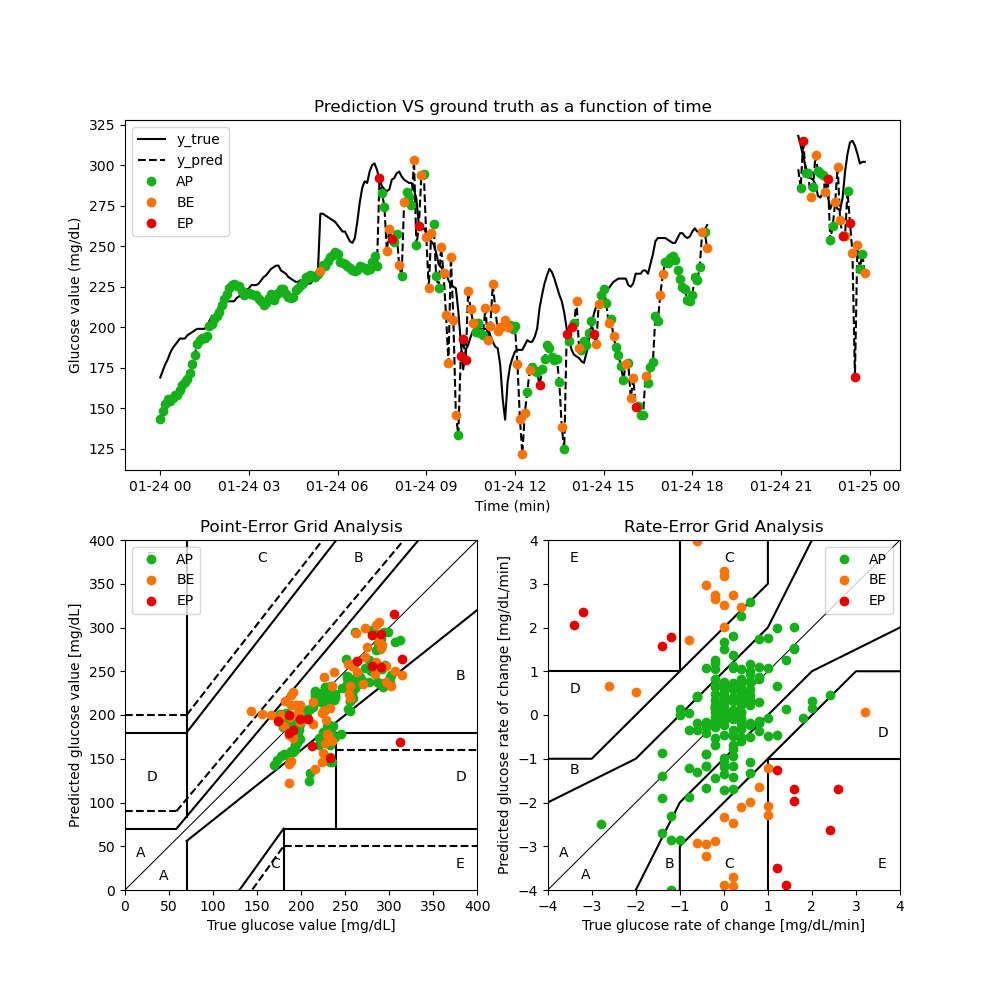 Prediction VS ground truth as a function of time
Glucose value (mg/dL)
325
300
275
250
225
200
175
150
125
y_true
y_pred
AP
BE
EP
01-24 00 01-24 03 01-24 06 01-24 09 01-24 12 01-24 15 01-24 18 01-24 21 01-25 00
Time (min)
Point-Error Grid Analysis
Predicted glucose value [mg/dL]
400
350
300
250
200
150
100
50
0
AP
BE
EP
C B
B
D D
A
A
C
E
0 50 100 150 200 250 300 350 400
True glucose value [mg/dL]
Rate-Error Grid Analysis
Predicted glucose rate of change [mg/dL/min]
4
3
2
1
0
−1
−2
−3
−4
E C
AP
BE
EP
D
D
B
A
A
B C E
−4 −3 −2 −1 0 1 2 3 4
True glucose rate of change [mg/dL/min]